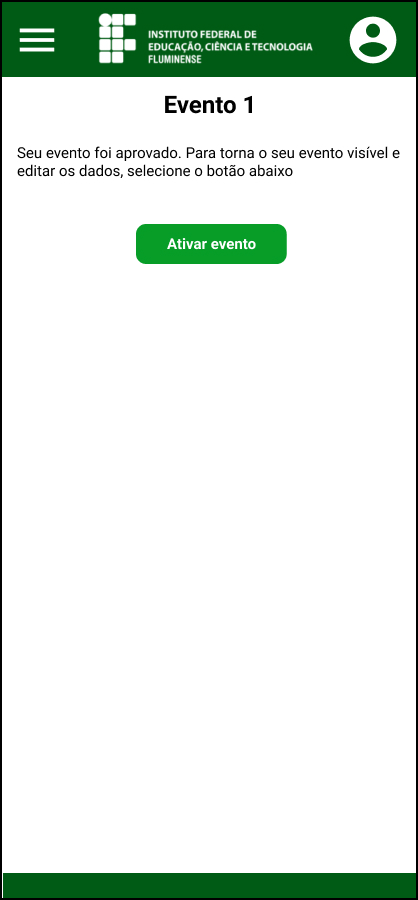 INSTITUTO FEDERAL DE
EDUCAÇÃO, CIÊNCIA E TECNOLOGIA
FLUMINENSE
Evento 1
Seu evento foi aprovado. Para torna o seu evento visível e
editar os dados, selecione o botão abaixo
Ativar evento